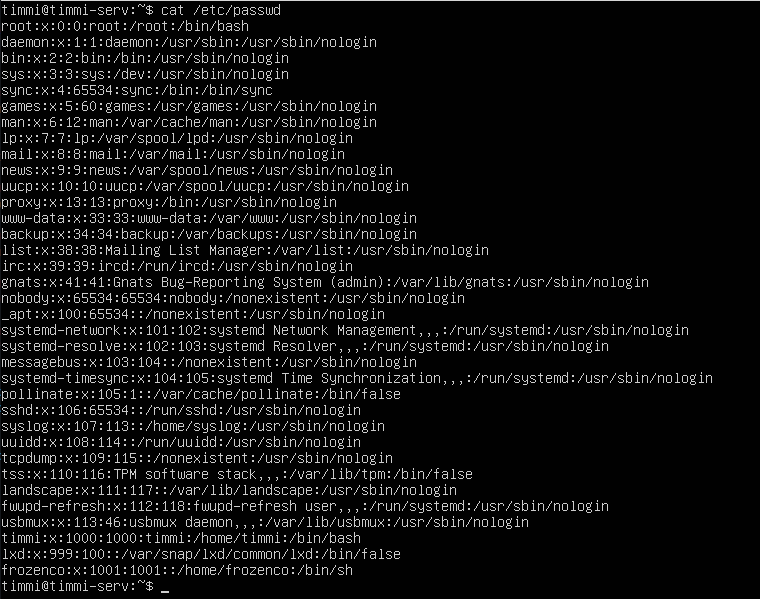 timmi@timmi-serv:~$ cat /etc/passwd
root:x:0:0:root:/root:/bin/bash
daemon:x:1:1:daemon:/usr/sbin:/usr/sbin/nologin
bin:x:2:2:bin:/bin:/usr/sbin/nologin
sys:x:3:3:sys:/dev:/usr/sbin/nologin
sync:x:4:65534:sync:/bin:/bin/sync
games:x:5:60:games:/usr/games:/usr/sbin/nologin
man:x:6:12:man:/var/cache/man:/usr/sbin/nologin
lp:x:7:7:lp:/var/spool/lpd:/usr/sbin/nologin
mail:x:8:8:mail:/var/mail:/usr/sbin/nologin
news:x:9:9:news:/var/spool/news:/usr/sbin/nologin
uucp:x:10:10:uucp:/var/spool/uucp:/usr/sbin/nologin
proxy:x:13:13:proxy:/bin:/usr/sbin/nologin
www-data:x:33:33:www-data:/var/www:/usr/sbin/nologin
backup:x:34:34:backup:/var/backups:/usr/sbin/nologin
list:x:38:38:Mailing List Manager:/var/list:/usr/sbin/nologin
irc:x:39:39:ircd:/run/ircd:/usr/sbin/nologin
gnats:x:41:41:Gnats Bug-Reporting System (admin):/var/lib/gnats:/usr/sbin/nologin
nobody:x:65534:65534:nobody:/nonexistent:/usr/sbin/nologin
_apt:x:100:65534::/nonexistent:/usr/sbin/nologin
systemd-network:x:101:102:systemd Network Management,,,:/run/systemd:/usr/sbin/nologin
systemd-resolve:x:102:103:systemd Resolver,,,:/run/systemd:/usr/sbin/nologin
messagebus:x:103:104::/nonexistent:/usr/sbin/nologin
systemd-timesync:x:104:105:systemd Time Synchronization,,,:/run/systemd:/usr/sbin/nologin
pollinate:x:105:1::/var/cache/pollinate:/bin/false
sshd:x:106:65534::/run/sshd:/usr/sbin/nologin
syslog:x:107:113::/home/syslog:/usr/sbin/nologin
uuidd:x:108:114::/run/uuidd:/usr/sbin/nologin
tcpdump:x:109:115::/nonexistent:/usr/sbin/nologin
tss:x:110:116:TPM software stack,,,:/var/lib/tpm:/bin/false
landscape:x:111:117::/var/lib/landscape:/usr/sbin/nologin
fwupd-refresh:x:112:118:fwupd-refresh user,,,:/run/systemd:/usr/sbin/nologin
usbmux:x:113:46:usbmux daemon,,,:/var/lib/usbmux:/usr/sbin/nologin
timmi:x:1000:1000:timmi:/home/timmi:/bin/bash
lxd:x:999:100::/var/snap/lxd/common/lxd:/bin/false
frozenco:x:1001:1001::/home/frozenco:/bin/sh
timmi@timmi-serv:~$ _